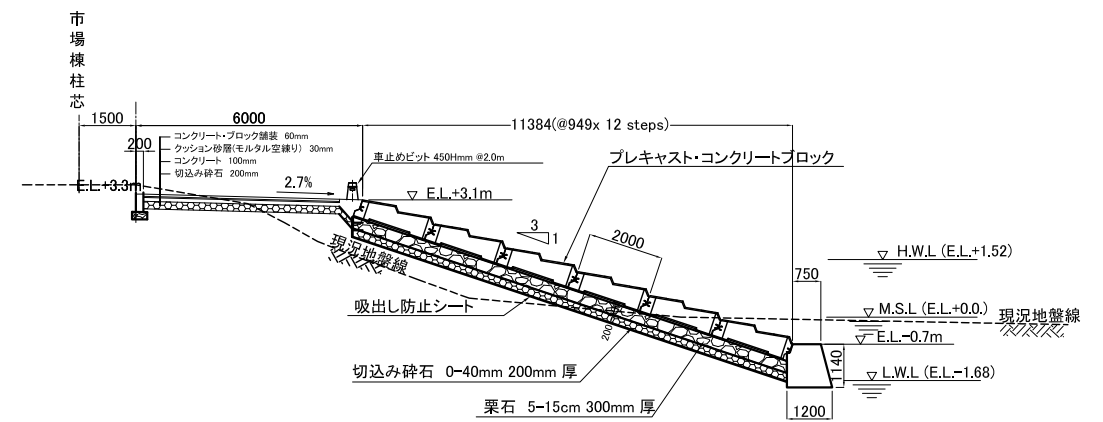 市場棟柱芯
1500
6000
11384(@949x 12 steps)
200
コンクリート・ブロック舗装 60mm
クッション砂層(モルタル空練り) 30mm
コンクリート 100mm
切込み砕石 200mm
車止めビット 450Hmm @2.0m
プレキャスト・コンクリートブロック
E.L.+3.3m
2.7%
E.L.+3.1m
3
1
2000
現況地盤線
H.W.L (E.L.+1.52)
750
吸出し防止シート
M.S.L (E.L.+0.0.)
現況地盤線
200
E.L.-0.7m
1140
切込み砕石 0-40mm 200mm 厚
L.W.L (E.L.-1.68)
栗石 5-15cm 300mm 厚
1200